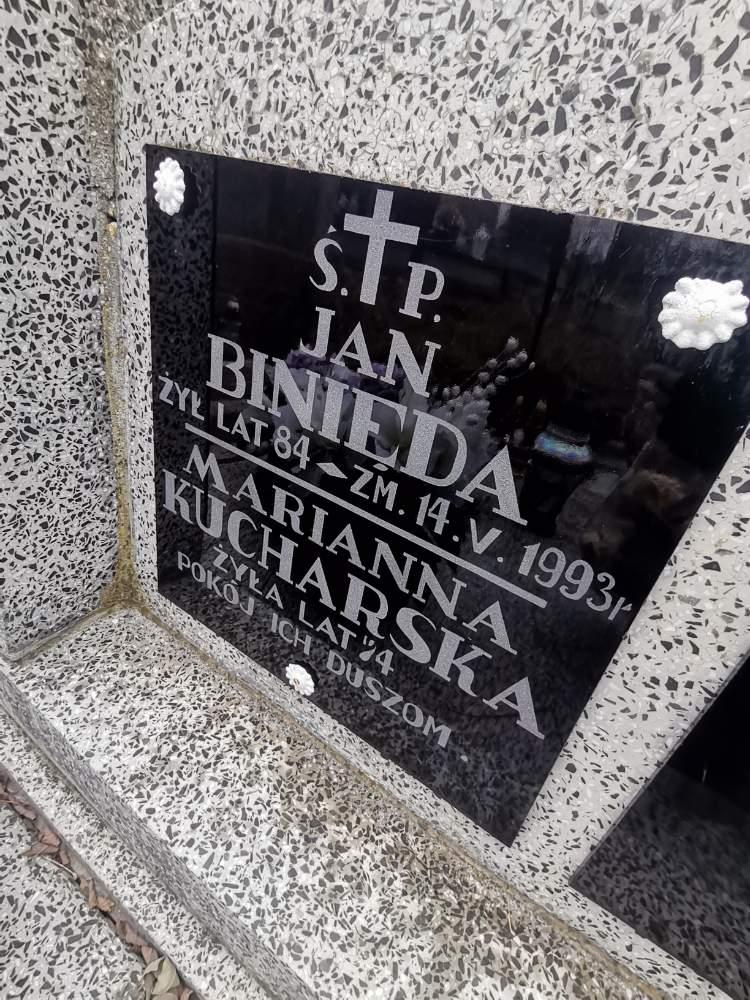 Ś. P.
JAN
BINIEDA
ŻYŁ LAT 84 - ZM. 14.V.1993r
MARIANNA
KUCHARSKA
ŻYŁA LAT 74
POKÓJ ICH DUSZOM.